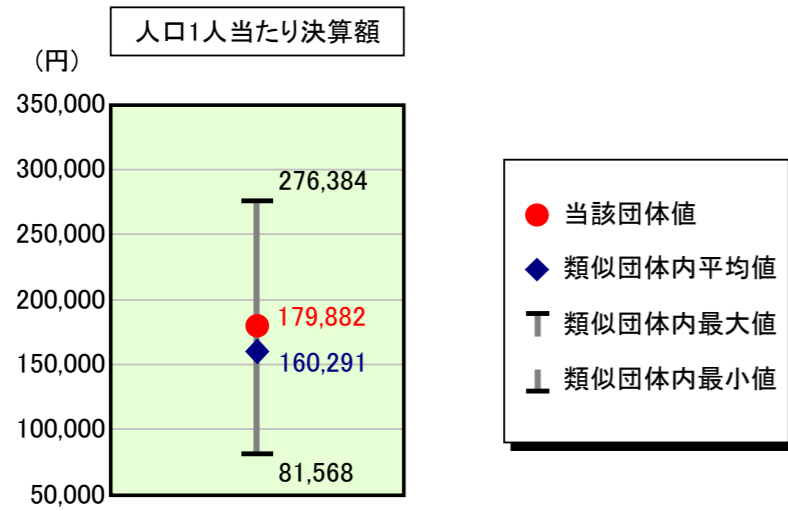 人口1人当たり決算額
(円)
350,000
300,000
250,000
200,000
150,000
100,000
50,000
276,384
179,882
160,291
81,568
当該団体値
類似団体内平均値
類似団体内最大値
類似団体内最小値